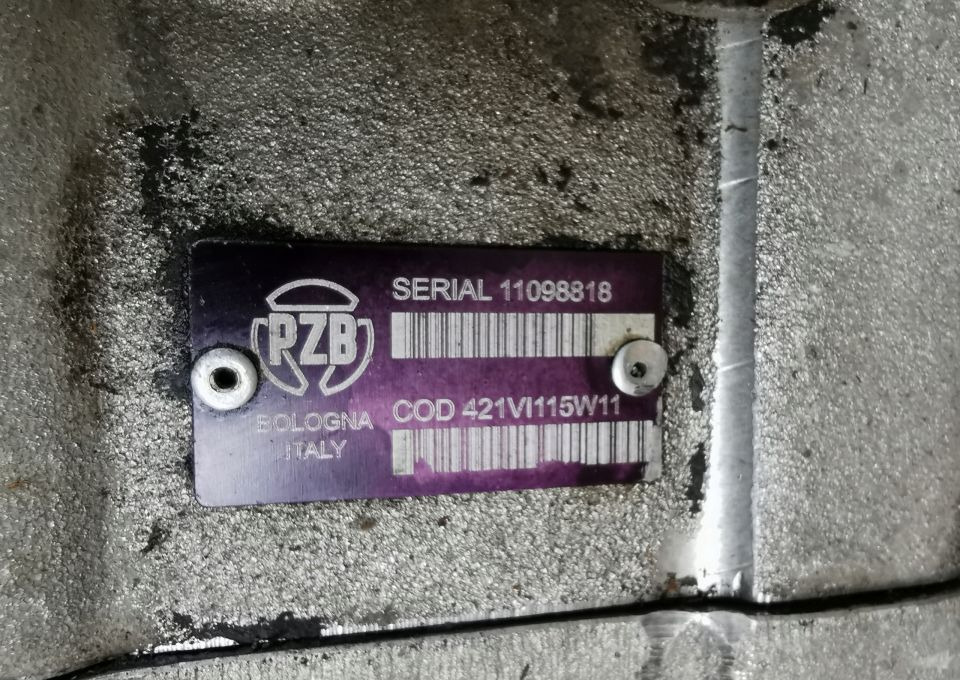 SERIAL 11098818
PZB
BOLOGNA
ITALY
COD 421VI115W11